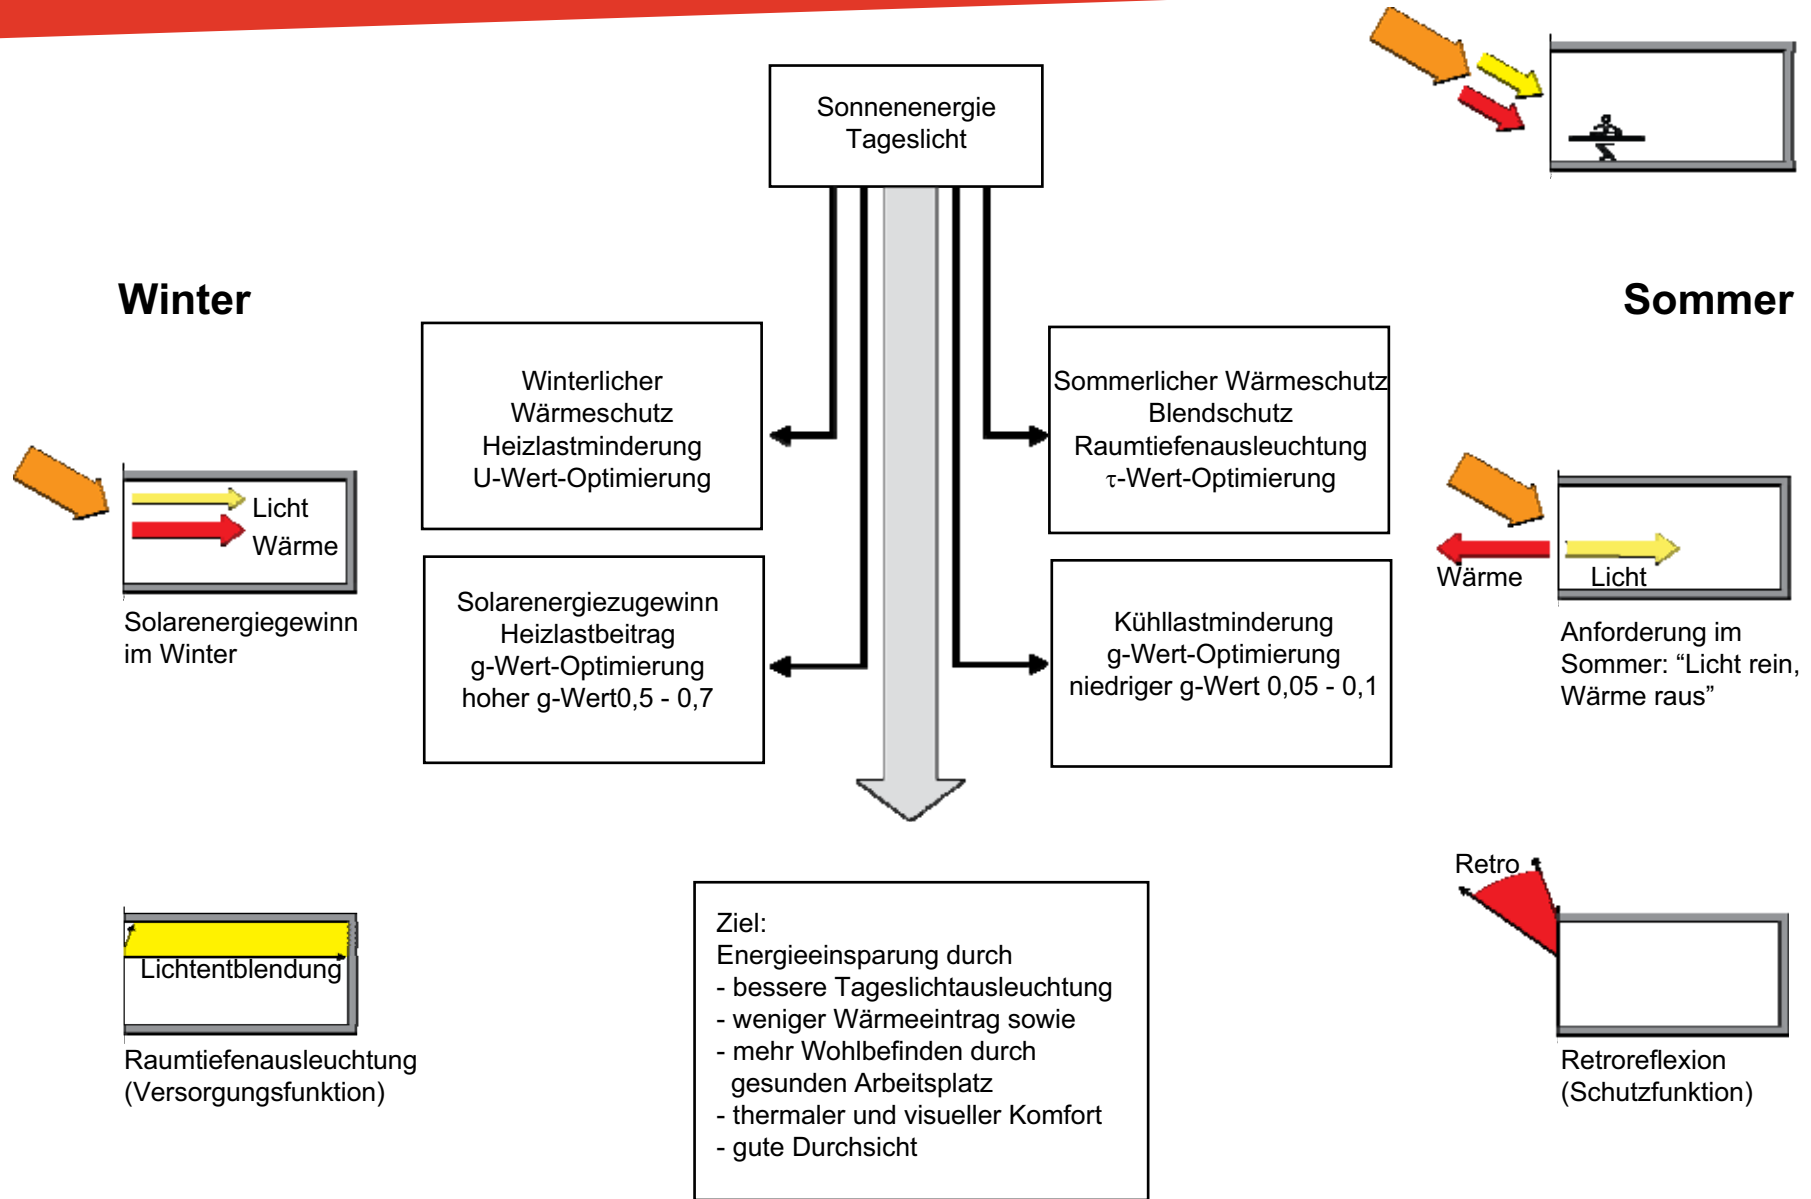 Sonnenenergie
Tageslicht
Winter
Sommer
Winterlicher
Wärmeschutz
Heizlastminderung
U-Wert-Optimierung
Sommerlicher Wärmeschutz
Blendschutz
Raumtiefenausleuchtung
τ-Wert-Optimierung
Licht
Wärme
Solarenergiegewinn
im Winter
Solarenergiezugewinn
Heizlastbeitrag
g-Wert-Optimierung
hoher g-Wert0,5 - 0,7
Kühllastminderung
g-Wert-Optimierung
niedriger g-Wert 0,05 - 0,1
Wärme
Licht
Anforderung im
Sommer: “Licht rein,
Wärme raus”
Lichtentblendung
Raumtiefenausleuchtung
(Versorgungsfunktion)
Ziel:
Energieeinsparung durch
- bessere Tageslichtausleuchtung
- weniger Wärmeeintrag sowie
- mehr Wohlbefinden durch
gesunden Arbeitsplatz
- thermaler und visueller Komfort
- gute Durchsicht
Retro
Retroreflexion
(Schutzfunktion)